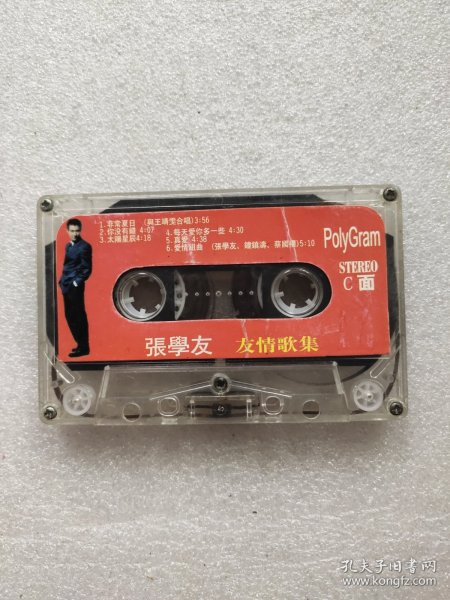 1.非常夏日 (與王靖雯合唱)3:56
2.你沒有錯 4:07
3.太陽星辰4:18
4.每天愛你多一些 4:30
5.真愛 4:38
6.愛情組曲 (張學友、鍾鎮濤、蔡國權)5:10
PolyGram
STEREO
C 面
張學友 友情歌集
孔夫子旧书网
www.kongfz.com